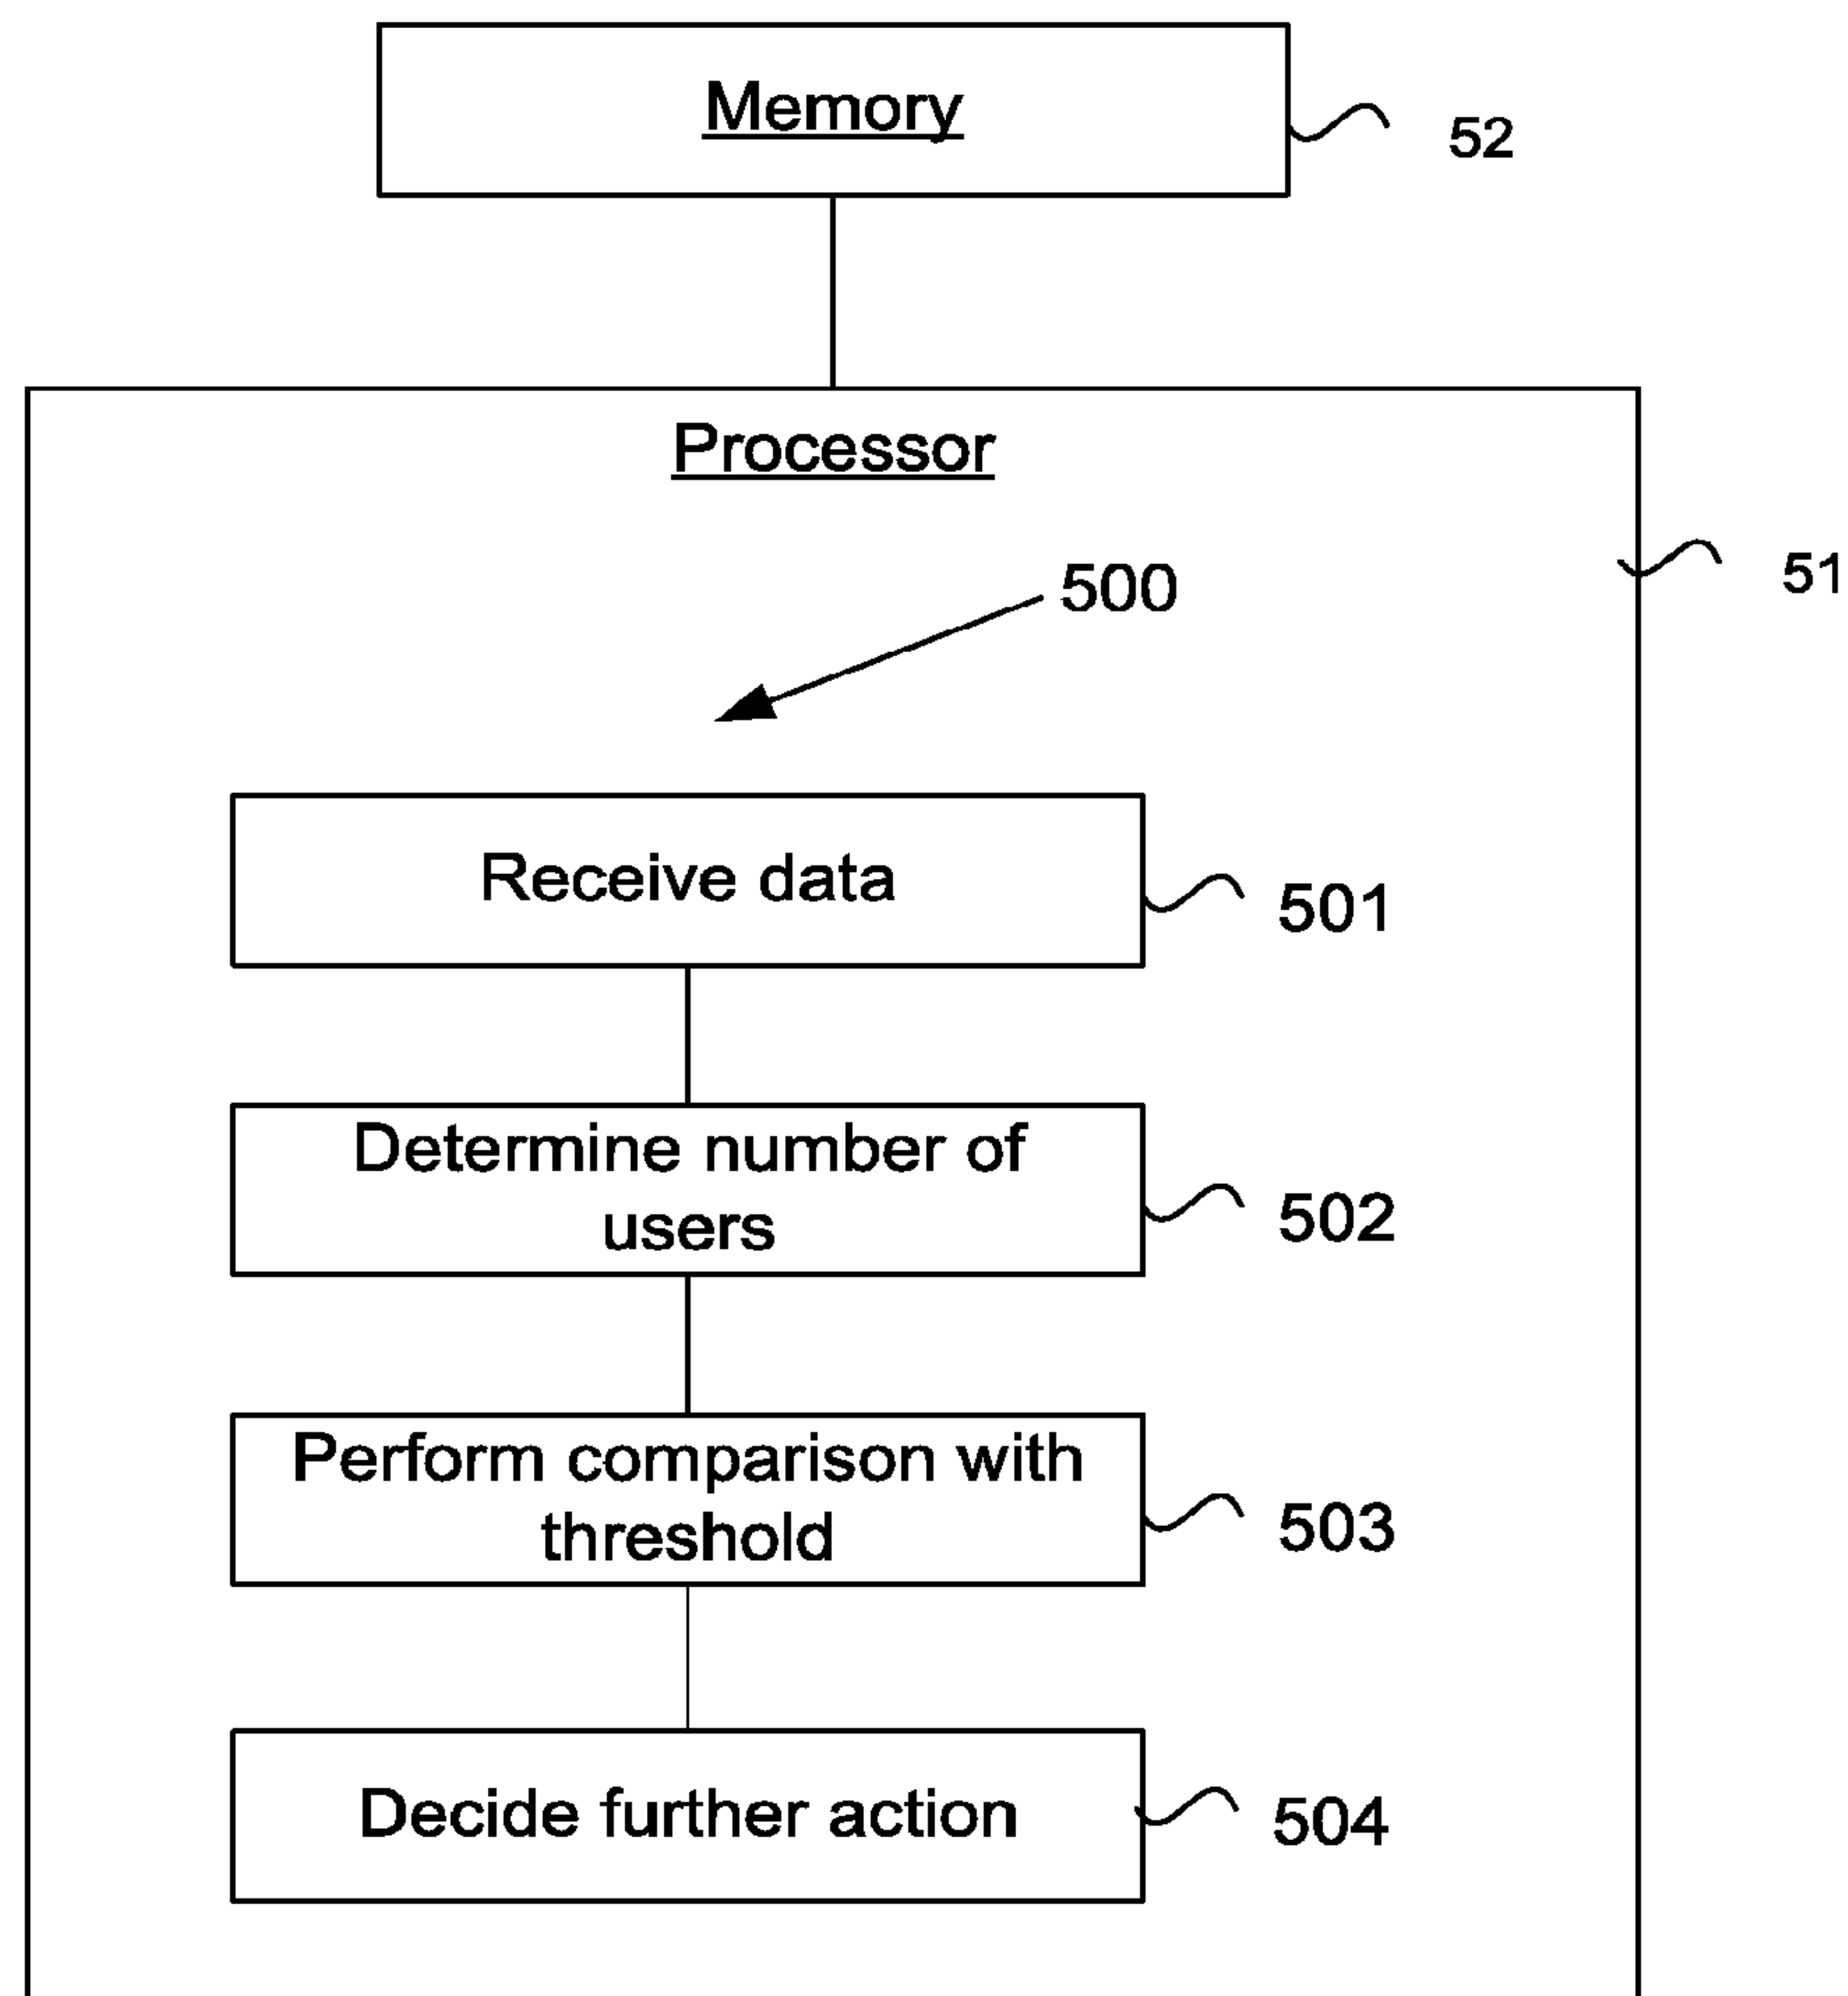 Memory
52
Processor
51
500
Receive data
501
Determine number of
users
502
Perform comparison with
threshold
503
Decide further action
504